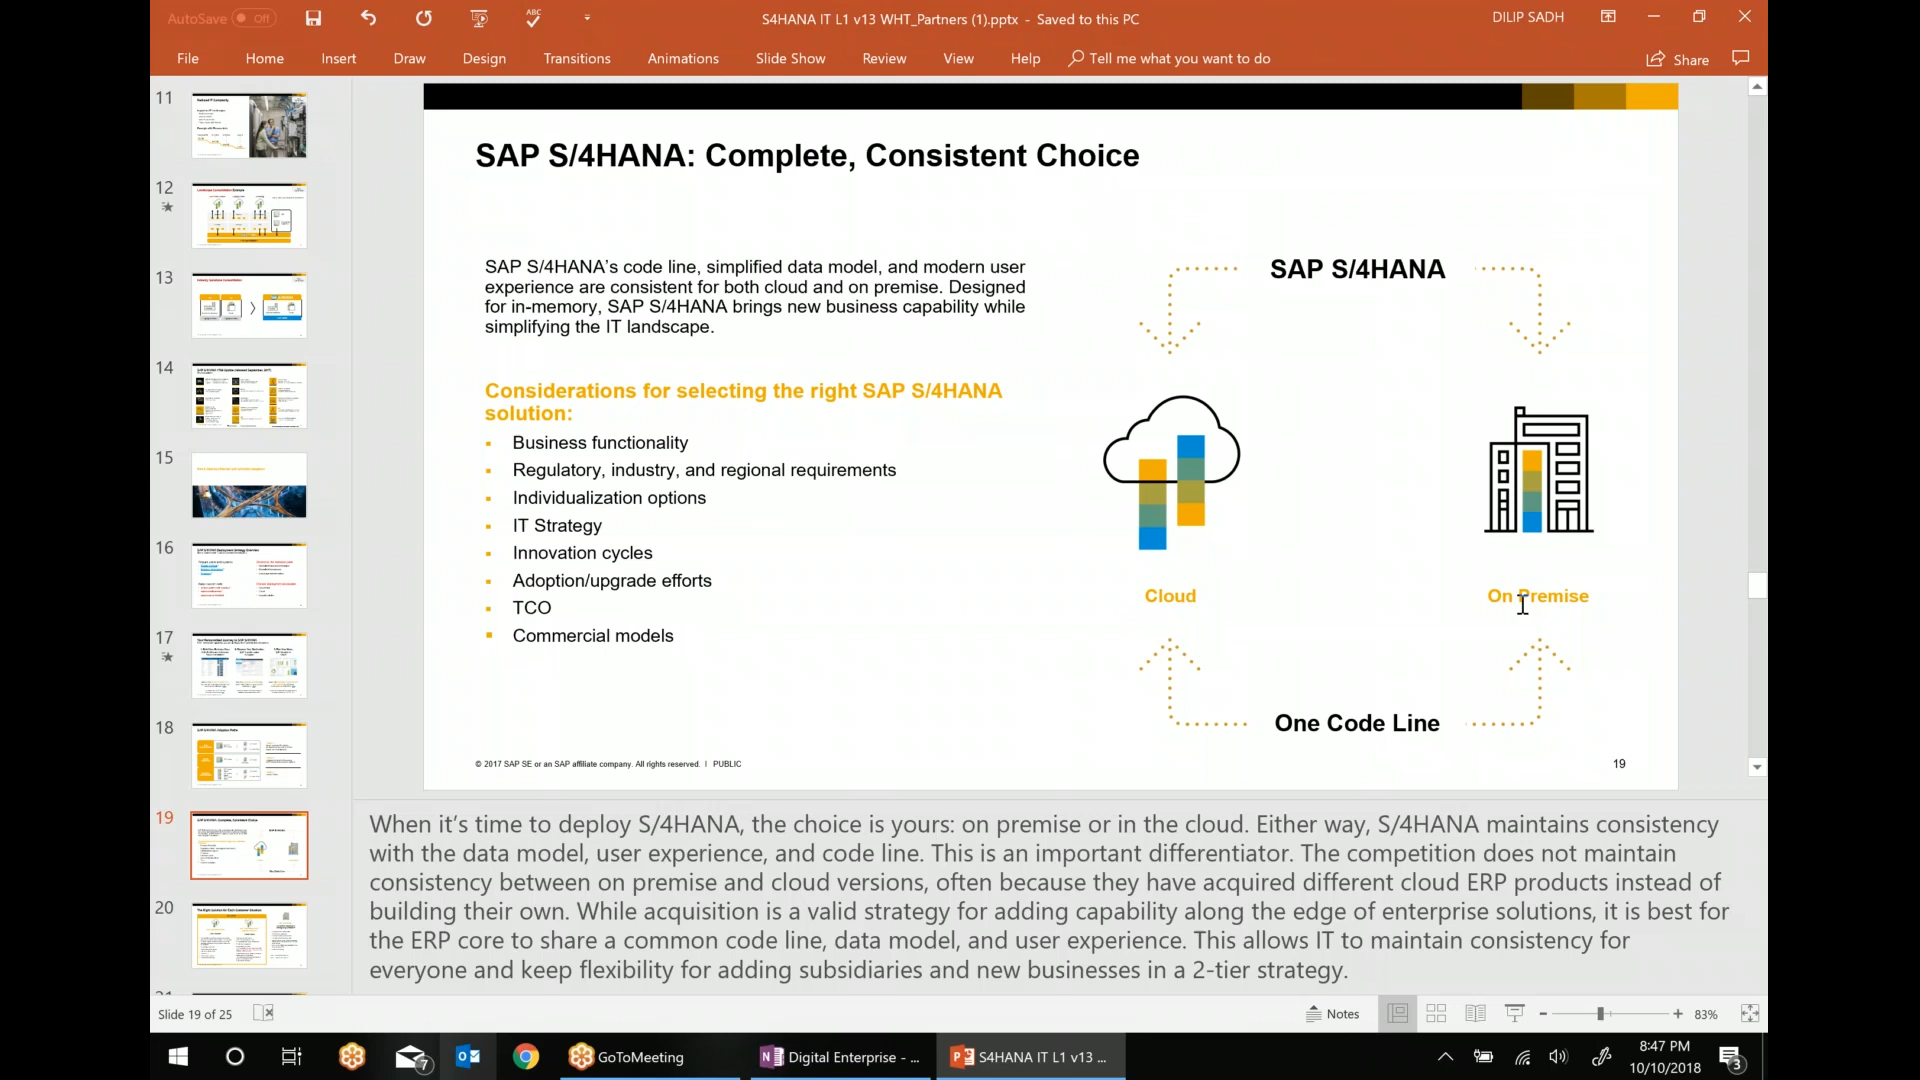 AutoSave Off
ABC
S4HANA IT L1 v13 WHT_Partners (1).pptx - Saved to this PC
DILIP SADH
File Home Insert Draw Design Transitions Animations Slide Show Review View Help Tell me what you want to do Share
11
12
13
14
15
16
17
18
19
20
SAP S/4HANA: Complete, Consistent Choice
SAP S/4HANA’s code line, simplified data model, and modern user
experience are consistent for both cloud and on premise. Designed
for in-memory, SAP S/4HANA brings new business capability while
simplifying the IT landscape.
Considerations for selecting the right SAP S/4HANA
solution:
Business functionality
Regulatory, industry, and regional requirements
Individualization options
IT Strategy
Innovation cycles
Adoption/upgrade efforts
TCO
Commercial models
SAP S/4HANA
Cloud
On Premise
One Code Line
© 2017 SAP SE or an SAP affiliate company. All rights reserved. I PUBLIC
19
When it’s time to deploy S/4HANA, the choice is yours: on premise or in the cloud. Either way, S/4HANA maintains consistency
with the data model, user experience, and code line. This is an important differentiator. The competition does not maintain
consistency between on premise and cloud versions, often because they have acquired different cloud ERP products instead of
building their own. While acquisition is a valid strategy for adding capability along the edge of enterprise solutions, it is best for
the ERP core to share a common code line, data model, and user experience. This allows IT to maintain consistency for
everyone and keep flexibility for adding subsidiaries and new businesses in a 2-tier strategy.
Slide 19 of 25
Notes
83%
7
GoToMeeting
Digital Enterprise - ...
S4HANA IT L1 v13 ...
8:47 PM
10/10/2018
3